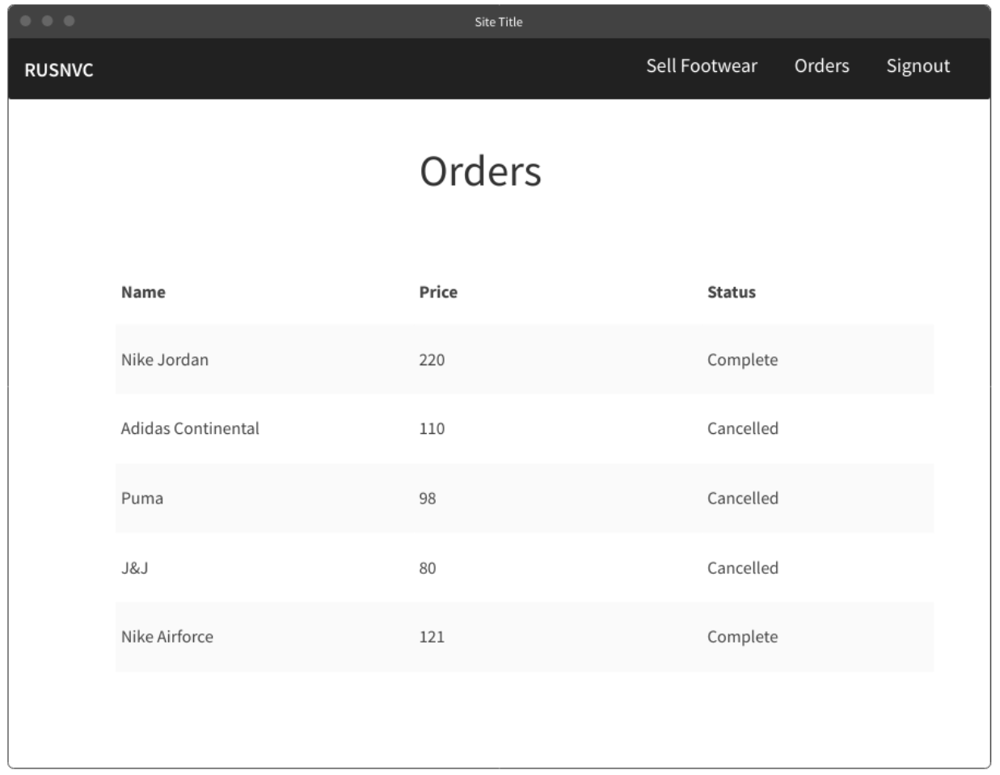 Site Title
RUSNVC Sell Footwear Orders Signout
Orders
Name Price Status
Nike Jordan 220 Complete
Adidas Continental 110 Cancelled
Puma 98 Cancelled
J&J 80 Cancelled
Nike Airforce 121 Complete